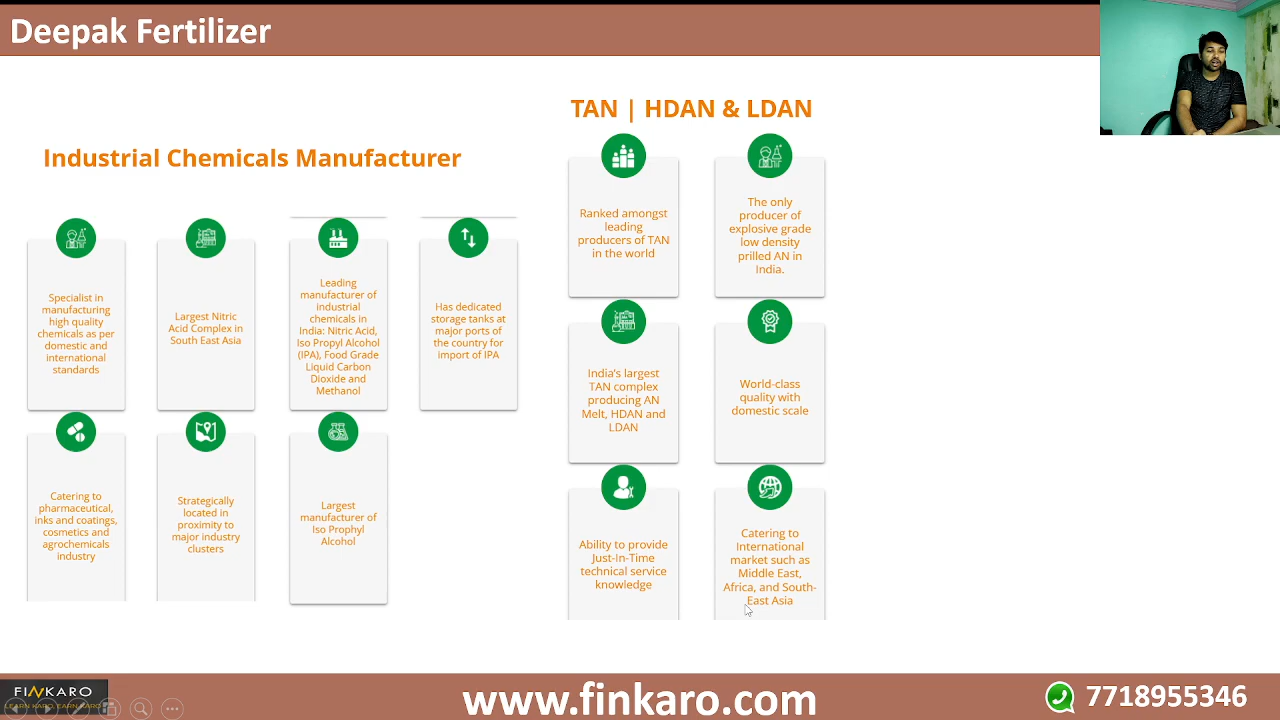 Deepak Fertilizer
Industrial Chemicals Manufacturer
Specialist in
manufacturing
high quality
chemicals as per
domestic and
international
standards
Largest Nitric
Acid Complex in
South East Asia
Leading
manufacturer of
industrial
chemicals in
India: Nitric Acid,
Iso Propyl Alcohol
(IPA), Food Grade
Liquid Carbon
Dioxide and
Methanol
Has dedicated
storage tanks at
major ports of
the country for
import of IPA
Catering to
pharmaceutical,
inks and coatings,
cosmetics and
agrochemicals
industry
Strategically
located in
proximity to
major industry
clusters
Largest
manufacturer of
Iso Prophyl
Alcohol
TAN | HDAN & LDAN
Ranked amongst
leading
producers of TAN
in the world
The only
producer of
explosive grade
low density
prilled AN in
India.
India's largest
TAN complex
producing AN
Melt, HDAN and
LDAN
World-class
quality with
domestic scale
Ability to provide
Just-In-Time
technical service
knowledge
Catering to
International
market such as
Middle East,
Africa, and South-
East Asia
FINKARO
LEARN KARO, EARN KARO
www.finkaro.com
7718955346